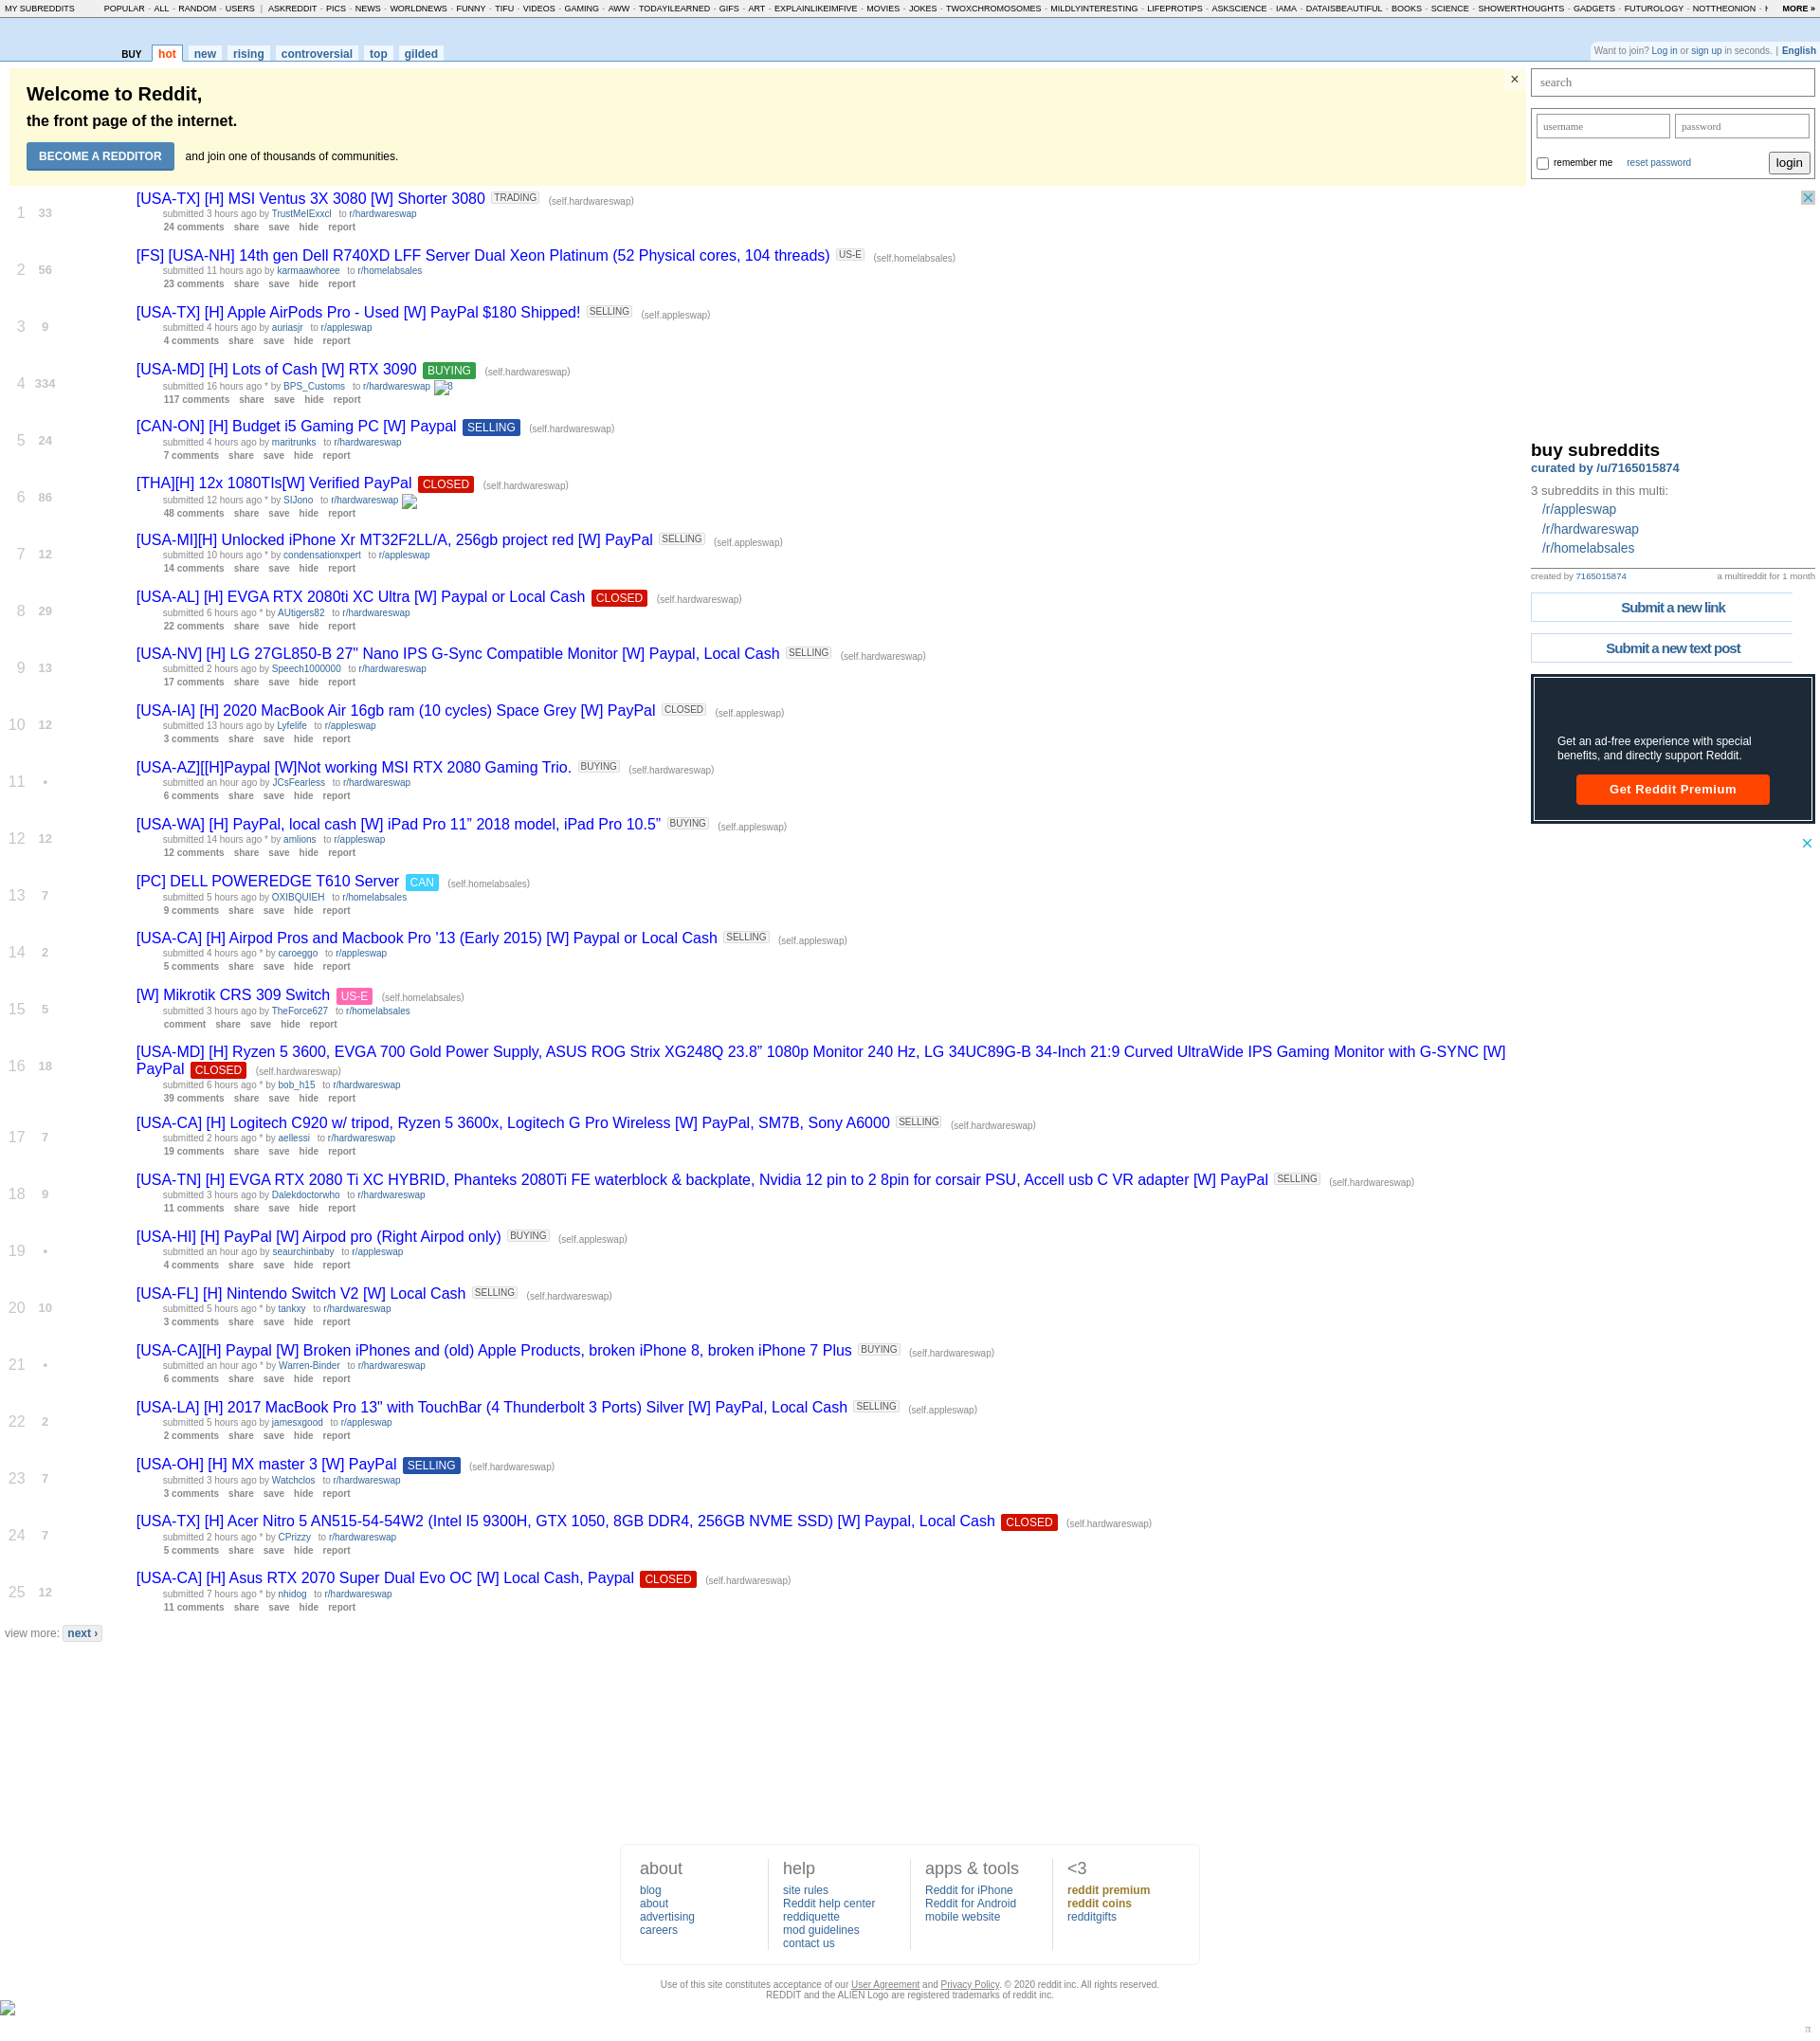 MY SUBREDDITS POPULAR - ALL - RANDOM - USERS | ASKREDDIT - PICS - NEWS - WORLDNEWS - FUNNY - TIFU - VIDEOS - GAMING - AWW - TODAYILEARNED - GIFS - ART - EXPLAINLIKEIMFIVE - MOVIES - JOKES - TWOXCHROMOSOMES - MILDLYINTERESTING - LIFEPROTIPS - ASKSCIENCE - IAMA - DATAISBEAUTIFUL - BOOKS - SCIENCE - SHOWERTHOUGHTS - GADGETS - FUTUROLOGY - NOTTHEONION - MORE »
BUY hot new rising controversial top gilded
Want to join? Log in or sign up in seconds. | English
Welcome to Reddit,
the front page of the internet.
BECOME A REDDITOR and join one of thousands of communities.
×
search
username password
remember me reset password login
1 33 [USA-TX] [H] MSI Ventus 3X 3080 [W] Shorter 3080 TRADING (self.hardwareswap)
submitted 3 hours ago by TrustMeIExxcl to r/hardwareswap
24 comments share save hide report
2 56 [FS] [USA-NH] 14th gen Dell R740XD LFF Server Dual Xeon Platinum (52 Physical cores, 104 threads) US-E (self.homelabsales)
submitted 11 hours ago by karmaawhoree to r/homelabsales
23 comments share save hide report
3 9 [USA-TX] [H] Apple AirPods Pro - Used [W] PayPal $180 Shipped! SELLING (self.appleswap)
submitted 4 hours ago by auriasjr to r/appleswap
4 comments share save hide report
4 334 [USA-MD] [H] Lots of Cash [W] RTX 3090 BUYING (self.hardwareswap)
submitted 16 hours ago * by BPS_Customs to r/hardwareswap 8
117 comments share save hide report
5 24 [CAN-ON] [H] Budget i5 Gaming PC [W] Paypal SELLING (self.hardwareswap)
submitted 4 hours ago by maritrunks to r/hardwareswap
7 comments share save hide report
6 86 [THA][H] 12x 1080TIs[W] Verified PayPal CLOSED (self.hardwareswap)
submitted 12 hours ago * by SIJono to r/hardwareswap
48 comments share save hide report
7 12 [USA-MI][H] Unlocked iPhone Xr MT32F2LL/A, 256gb project red [W] PayPal SELLING (self.appleswap)
submitted 10 hours ago * by condensationxpert to r/appleswap
14 comments share save hide report
8 29 [USA-AL] [H] EVGA RTX 2080ti XC Ultra [W] Paypal or Local Cash CLOSED (self.hardwareswap)
submitted 6 hours ago * by AUtigers82 to r/hardwareswap
22 comments share save hide report
9 13 [USA-NV] [H] LG 27GL850-B 27" Nano IPS G-Sync Compatible Monitor [W] Paypal, Local Cash SELLING (self.hardwareswap)
submitted 2 hours ago by Speech1000000 to r/hardwareswap
17 comments share save hide report
10 12 [USA-IA] [H] 2020 MacBook Air 16gb ram (10 cycles) Space Grey [W] PayPal CLOSED (self.appleswap)
submitted 13 hours ago by Lyfelife to r/appleswap
3 comments share save hide report
11 • [USA-AZ][[H]Paypal [W]Not working MSI RTX 2080 Gaming Trio. BUYING (self.hardwareswap)
submitted an hour ago by JCsFearless to r/hardwareswap
6 comments share save hide report
12 12 [USA-WA] [H] PayPal, local cash [W] iPad Pro 11” 2018 model, iPad Pro 10.5” BUYING (self.appleswap)
submitted 14 hours ago * by amlions to r/appleswap
12 comments share save hide report
13 7 [PC] DELL POWEREDGE T610 Server CAN (self.homelabsales)
submitted 5 hours ago by OXIBQUIEH to r/homelabsales
9 comments share save hide report
14 2 [USA-CA] [H] Airpod Pros and Macbook Pro '13 (Early 2015) [W] Paypal or Local Cash SELLING (self.appleswap)
submitted 4 hours ago * by caroeggo to r/appleswap
5 comments share save hide report
15 5 [W] Mikrotik CRS 309 Switch US-E (self.homelabsales)
submitted 3 hours ago by TheForce627 to r/homelabsales
comment share save hide report
16 18 [USA-MD] [H] Ryzen 5 3600, EVGA 700 Gold Power Supply, ASUS ROG Strix XG248Q 23.8” 1080p Monitor 240 Hz, LG 34UC89G-B 34-Inch 21:9 Curved UltraWide IPS Gaming Monitor with G-SYNC [W]
PayPal CLOSED (self.hardwareswap)
submitted 6 hours ago * by bob_h15 to r/hardwareswap
39 comments share save hide report
17 7 [USA-CA] [H] Logitech C920 w/ tripod, Ryzen 5 3600x, Logitech G Pro Wireless [W] PayPal, SM7B, Sony A6000 SELLING (self.hardwareswap)
submitted 2 hours ago * by aellessi to r/hardwareswap
19 comments share save hide report
18 9 [USA-TN] [H] EVGA RTX 2080 Ti XC HYBRID, Phanteks 2080Ti FE waterblock & backplate, Nvidia 12 pin to 2 8pin for corsair PSU, Accell usb C VR adapter [W] PayPal SELLING (self.hardwareswap)
submitted 3 hours ago by Dalekdoctorwho to r/hardwareswap
11 comments share save hide report
19 • [USA-HI] [H] PayPal [W] Airpod pro (Right Airpod only) BUYING (self.appleswap)
submitted an hour ago by seaurchinbaby to r/appleswap
4 comments share save hide report
20 10 [USA-FL] [H] Nintendo Switch V2 [W] Local Cash SELLING (self.hardwareswap)
submitted 5 hours ago * by tankxy to r/hardwareswap
3 comments share save hide report
21 • [USA-CA][H] Paypal [W] Broken iPhones and (old) Apple Products, broken iPhone 8, broken iPhone 7 Plus BUYING (self.hardwareswap)
submitted an hour ago * by Warren-Binder to r/hardwareswap
6 comments share save hide report
22 2 [USA-LA] [H] 2017 MacBook Pro 13" with TouchBar (4 Thunderbolt 3 Ports) Silver [W] PayPal, Local Cash SELLING (self.appleswap)
submitted 5 hours ago by jamesxgood to r/appleswap
2 comments share save hide report
23 7 [USA-OH] [H] MX master 3 [W] PayPal SELLING (self.hardwareswap)
submitted 3 hours ago by Watchclos to r/hardwareswap
3 comments share save hide report
24 7 [USA-TX] [H] Acer Nitro 5 AN515-54-54W2 (Intel I5 9300H, GTX 1050, 8GB DDR4, 256GB NVME SSD) [W] Paypal, Local Cash CLOSED (self.hardwareswap)
submitted 2 hours ago * by CPrizzy to r/hardwareswap
5 comments share save hide report
25 12 [USA-CA] [H] Asus RTX 2070 Super Dual Evo OC [W] Local Cash, Paypal CLOSED (self.hardwareswap)
submitted 7 hours ago * by nhidog to r/hardwareswap
11 comments share save hide report
view more: next ›
buy subreddits
curated by /u/7165015874
3 subreddits in this multi:
/r/appleswap
/r/hardwareswap
/r/homelabsales
created by 7165015874 a multireddit for 1 month
Submit a new link
Submit a new text post
Get an ad-free experience with special
benefits, and directly support Reddit.
Get Reddit Premium
about
blog
about
advertising
careers
help
site rules
Reddit help center
reddiquette
mod guidelines
contact us
apps & tools
Reddit for iPhone
Reddit for Android
mobile website
<3
reddit premium
reddit coins
redditgifts
Use of this site constitutes acceptance of our User Agreement and Privacy Policy. © 2020 reddit inc. All rights reserved.
REDDIT and the ALIEN Logo are registered trademarks of reddit inc.
π